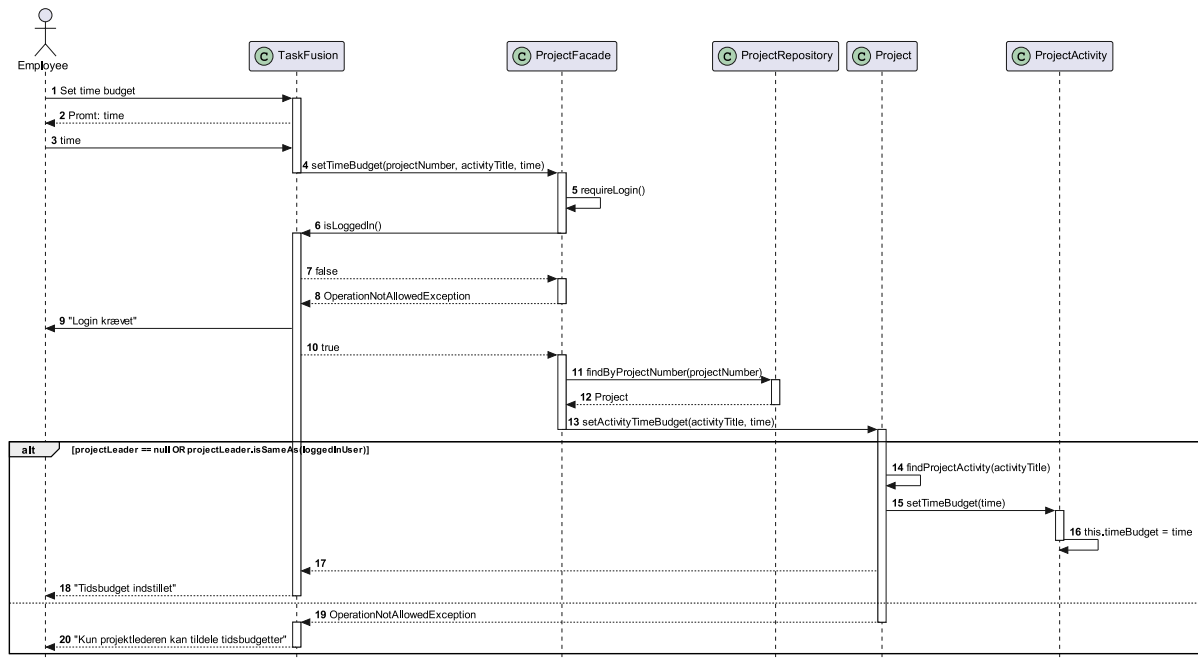 Employee
C TaskFusion
C ProjectFacade
C ProjectRepository
C Project
C ProjectActivity
1 Set time budget
2 Promt: time
3 time
4 setTimeBudget(projectNumber, activityTitle, time)
5 requireLogin()
6 isLoggedIn()
7 false
8 OperationNotAllowedException
9 "Login krævet"
10 true
11 findByProjectNumber(projectNumber)
12 Project
13 setActivityTimeBudget(activityTitle, time)
alt [projectLeader == null OR projectLeader.isSameAs(loggedInUser)]
14 findProjectActivity(activityTitle)
15 setTimeBudget(time)
16 this.timeBudget = time
17
18 "Tidsbudget indstillet"
19 OperationNotAllowedException
20 "Kun projektlederen kan tildele tidsbudgetter"